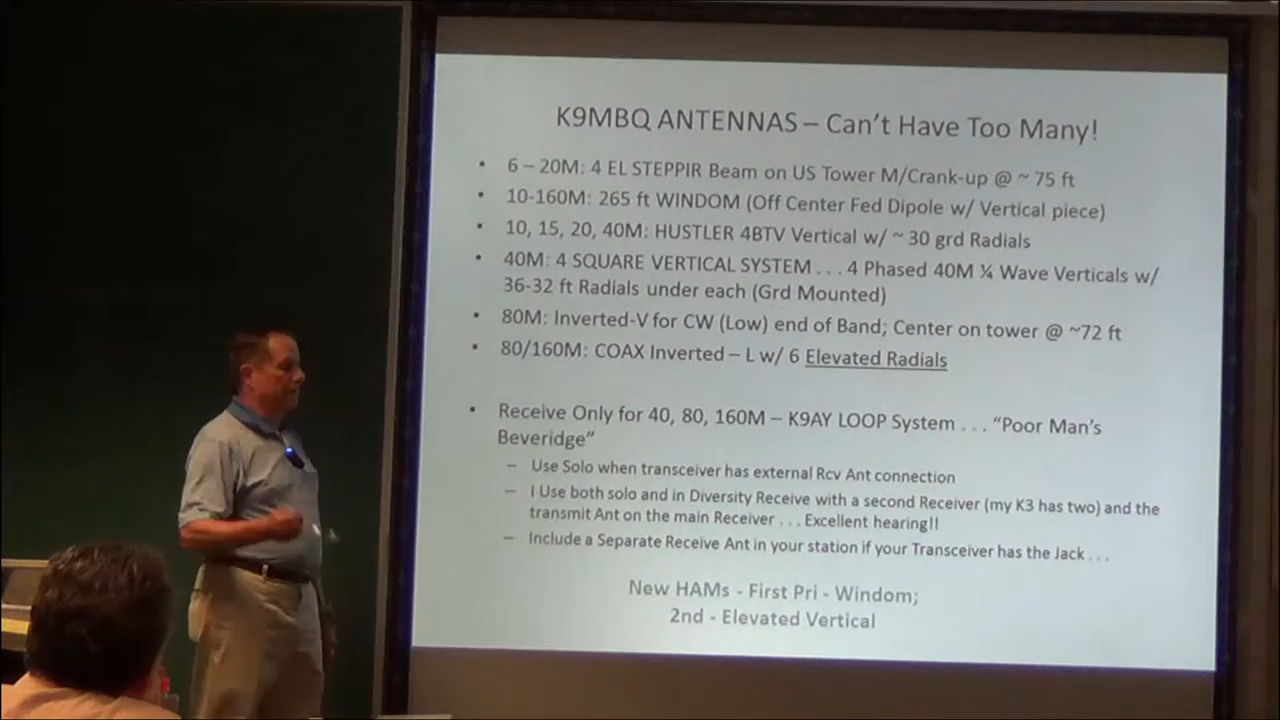 K9MBQ ANTENNAS – Can't Have Too Many!
• 6 – 20M: 4 EL STEPPIR Beam on US Tower M/Crank-up @ ~ 75 ft
• 10-160M: 265 ft WINDOM (Off Center Fed Dipole w/ Vertical piece)
• 10, 15, 20, 40M: HUSTLER 4BTV Vertical w/ ~ 30 grd Radials
• 40M: 4 SQUARE VERTICAL SYSTEM . . . 4 Phased 40M ¼ Wave Verticals w/
36-32 ft Radials under each (Grd Mounted)
• 80M: Inverted-V for CW (Low) end of Band; Center on tower @ ~72 ft
• 80/160M: COAX Inverted – L w/ 6 Elevated Radials
• Receive Only for 40, 80, 160M – K9AY LOOP System . . . "Poor Man's
Beveridge"
– Use Solo when transceiver has external Rcv Ant connection
– I Use both solo and in Diversity Receive with a second Receiver (my K3 has two) and the
transmit Ant on the main Receiver . . . Excellent hearing!!
– Include a Separate Receive Ant in your station if your Transceiver has the Jack . . .
New HAMs - First Pri - Windom;
2nd - Elevated Vertical